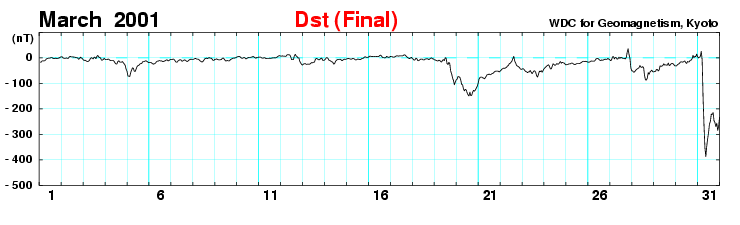 March 2001
Dst (Final)
WDC for Geomagnetism, Kyoto
(nT)
0
- 100
- 200
- 300
- 400
- 500
1 6 11 16 21 26 31